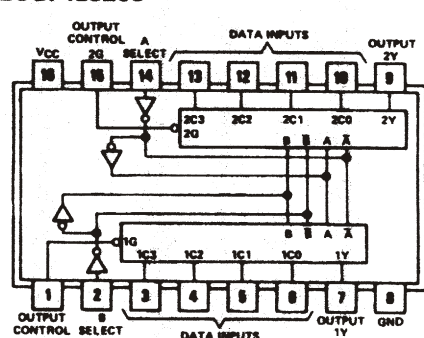 OUTPUT CONTROL 2G
A SELECT
DATA INPUTS
OUTPUT 2Y
VCC
16 15 14 13 12 11 10 9
2C3 2C2 2C1 2C0 2Y
2G
B B̅ A A̅
B B̅ A A̅
1G
1C3 1C2 1C1 1C0 1Y
1 2 3 4 5 6 7 8
OUTPUT CONTROL
B SELECT
DATA INPUTS
OUTPUT 1Y
GND